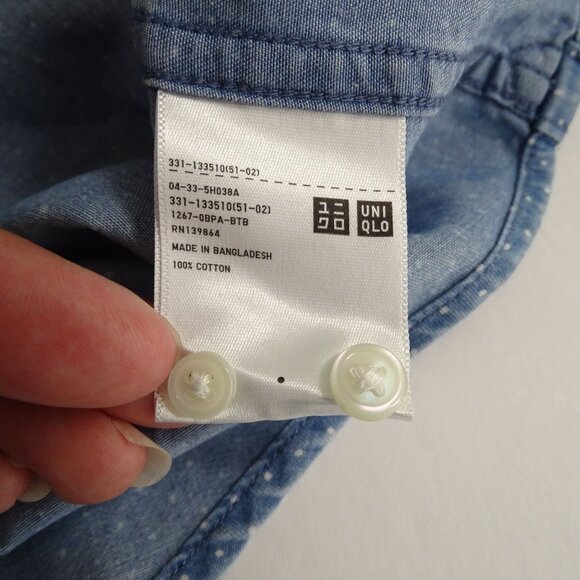 331-133510(51-02)
04-33-5H038A
331-133510(51-02)
1267-0BPA-BTB
RN139864
MADE IN BANGLADESH
100% COTTON
ユニ
クロ
UNI
QLO